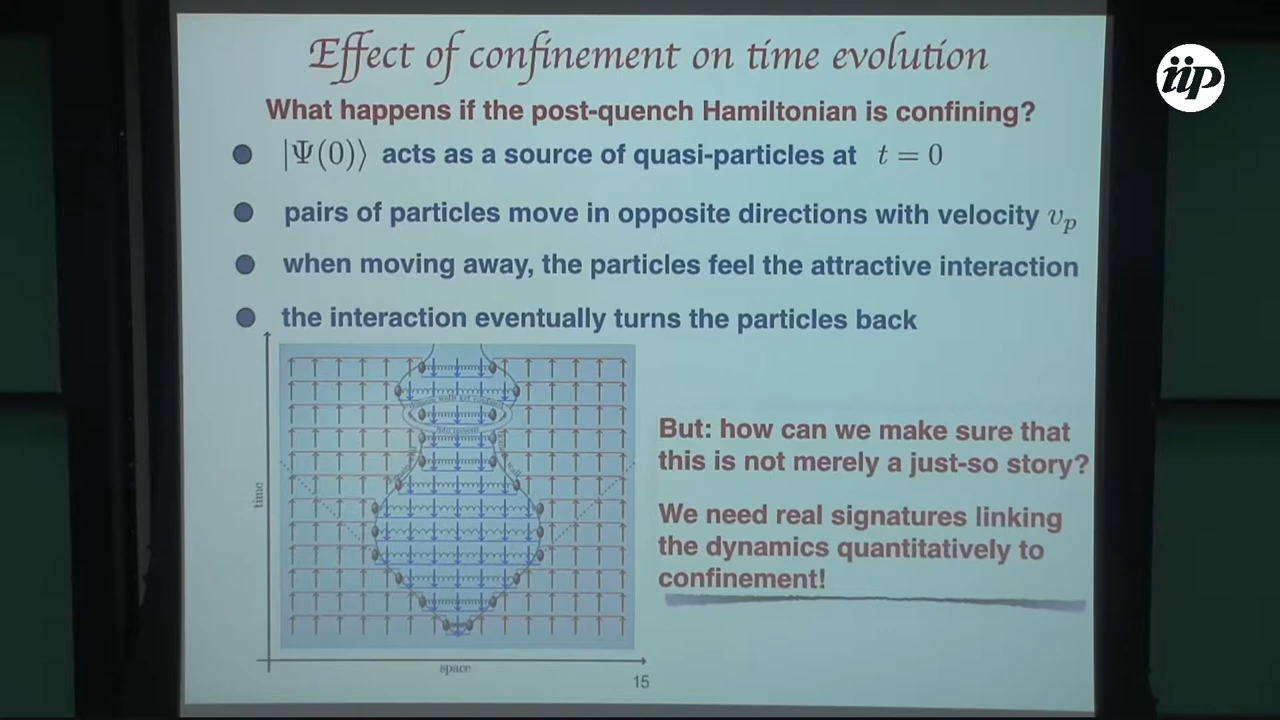 Effect of confinement on time evolution
iip
What happens if the post-quench Hamiltonian is confining?
|Ψ(0)⟩ acts as a source of quasi-particles at t = 0
pairs of particles move in opposite directions with velocity v_p
when moving away, the particles feel the attractive interaction
the interaction eventually turns the particles back
But: how can we make sure that
this is not merely a just-so story?
We need real signatures linking
the dynamics quantitatively to
confinement!
time
space
15